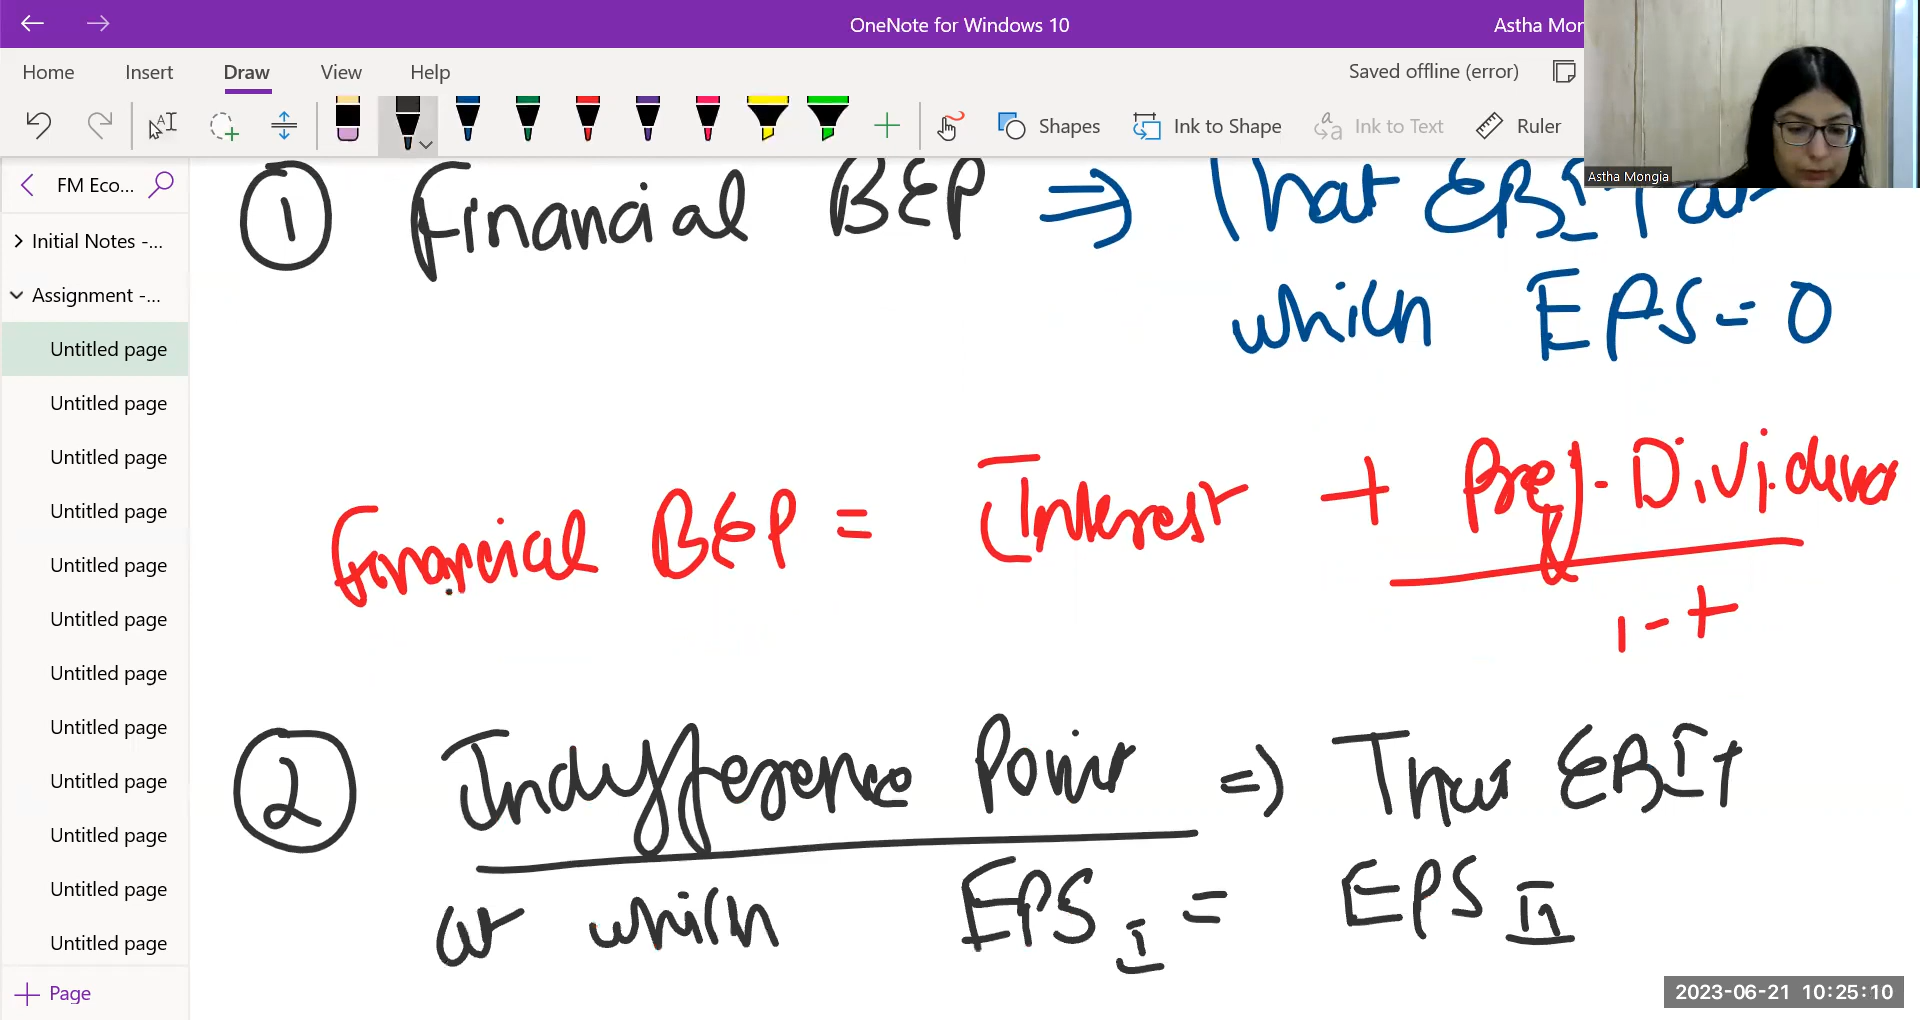 OneNote for Windows 10
Astha Mon
Home Insert Draw View Help
Saved offline (error)
Shapes Ink to Shape Ink to Text Ruler
Astha Mongia
FM Eco...
Initial Notes -...
Assignment -...
Untitled page
Untitled page
Untitled page
Untitled page
Untitled page
Untitled page
Untitled page
Untitled page
Untitled page
Untitled page
Untitled page
Untitled page
Page
① Financial BEP ⇒ That EBIT at
which EPS = 0
Financial BEP = Interest + Pref. Dividend
1 - t
② Indifference Point ⇒ That EBIT
at which EPS I = EPS II
2023-06-21 10:25:10